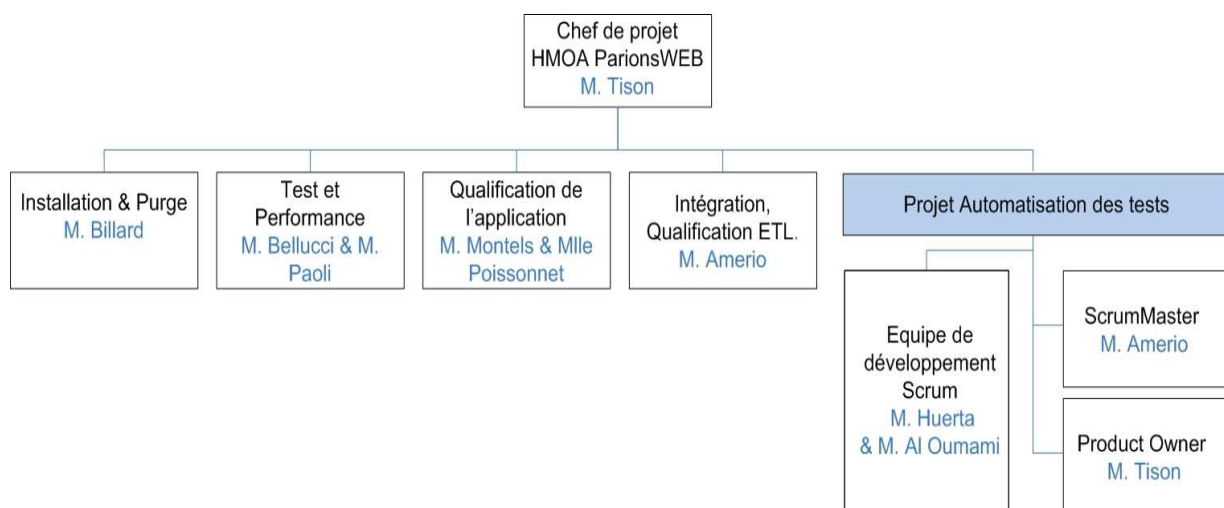 Chef de projet
HMOA ParionsWEB
M. Tison
Installation & Purge
M. Billard
Test et
Performance
M. Bellucci & M.
Paoli
Qualification de
l'application
M. Montels & Mlle
Poissonnet
Intégration,
Qualification ETL.
M. Amerio
Projet Automatisation des tests
Equipe de
développement
Scrum
M. Huerta
& M. Al Oumami
ScrumMaster
M. Amerio
Product Owner
M. Tison